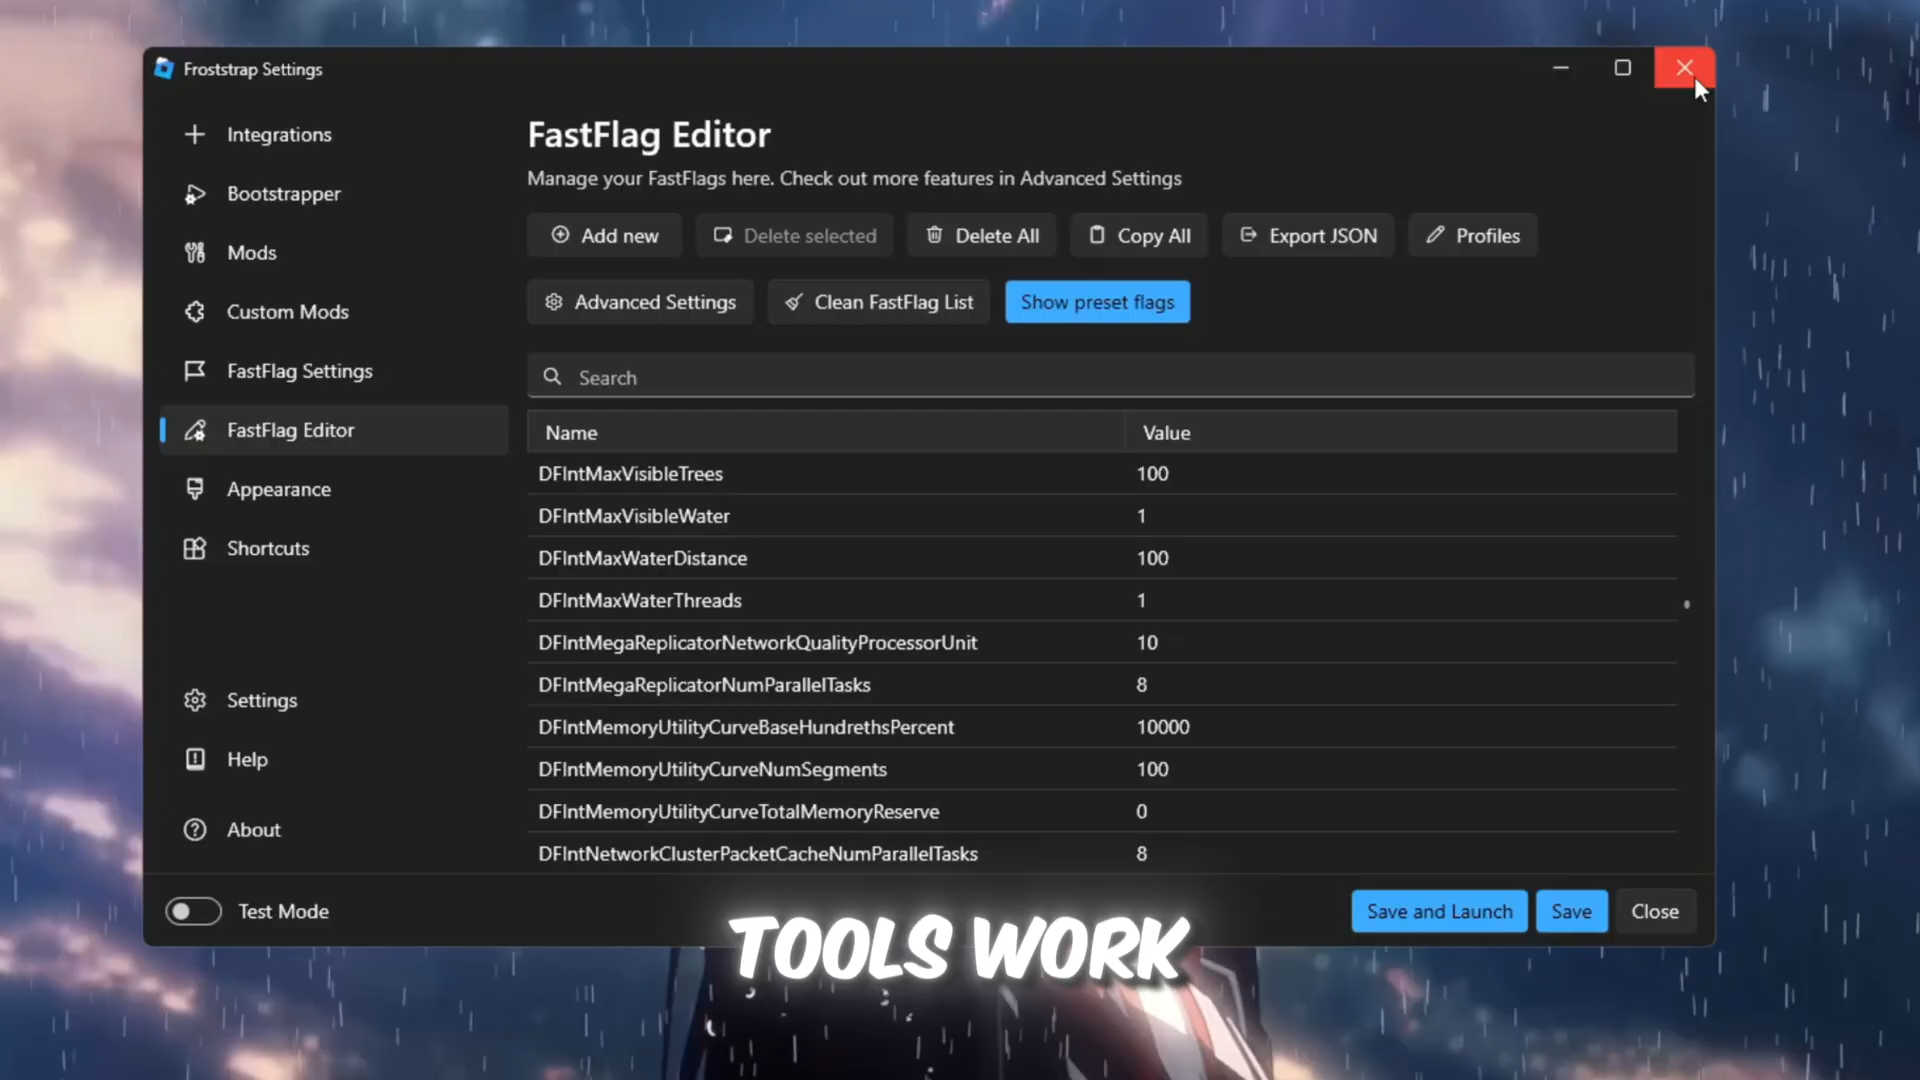 Froststrap Settings
Integrations
Bootstrapper
Mods
Custom Mods
FastFlag Settings
FastFlag Editor
Appearance
Shortcuts
Settings
Help
About
Test Mode
FastFlag Editor
Manage your FastFlags here. Check out more features in Advanced Settings
Add new
Delete selected
Delete All
Copy All
Export JSON
Profiles
Advanced Settings
Clean FastFlag List
Show preset flags
Search
Name Value
DFIntMaxVisibleTrees 100
DFIntMaxVisibleWater 1
DFIntMaxWaterDistance 100
DFIntMaxWaterThreads 1
DFIntMegaReplicatorNetworkQualityProcessorUnit 10
DFIntMegaReplicatorNumParallelTasks 8
DFIntMemoryUtilityCurveBaseHundrethsPercent 10000
DFIntMemoryUtilityCurveNumSegments 100
DFIntMemoryUtilityCurveTotalMemoryReserve 0
DFIntNetworkClusterPacketCacheNumParallelTasks 8
Save and Launch
Save
Close
TOOLS WORK